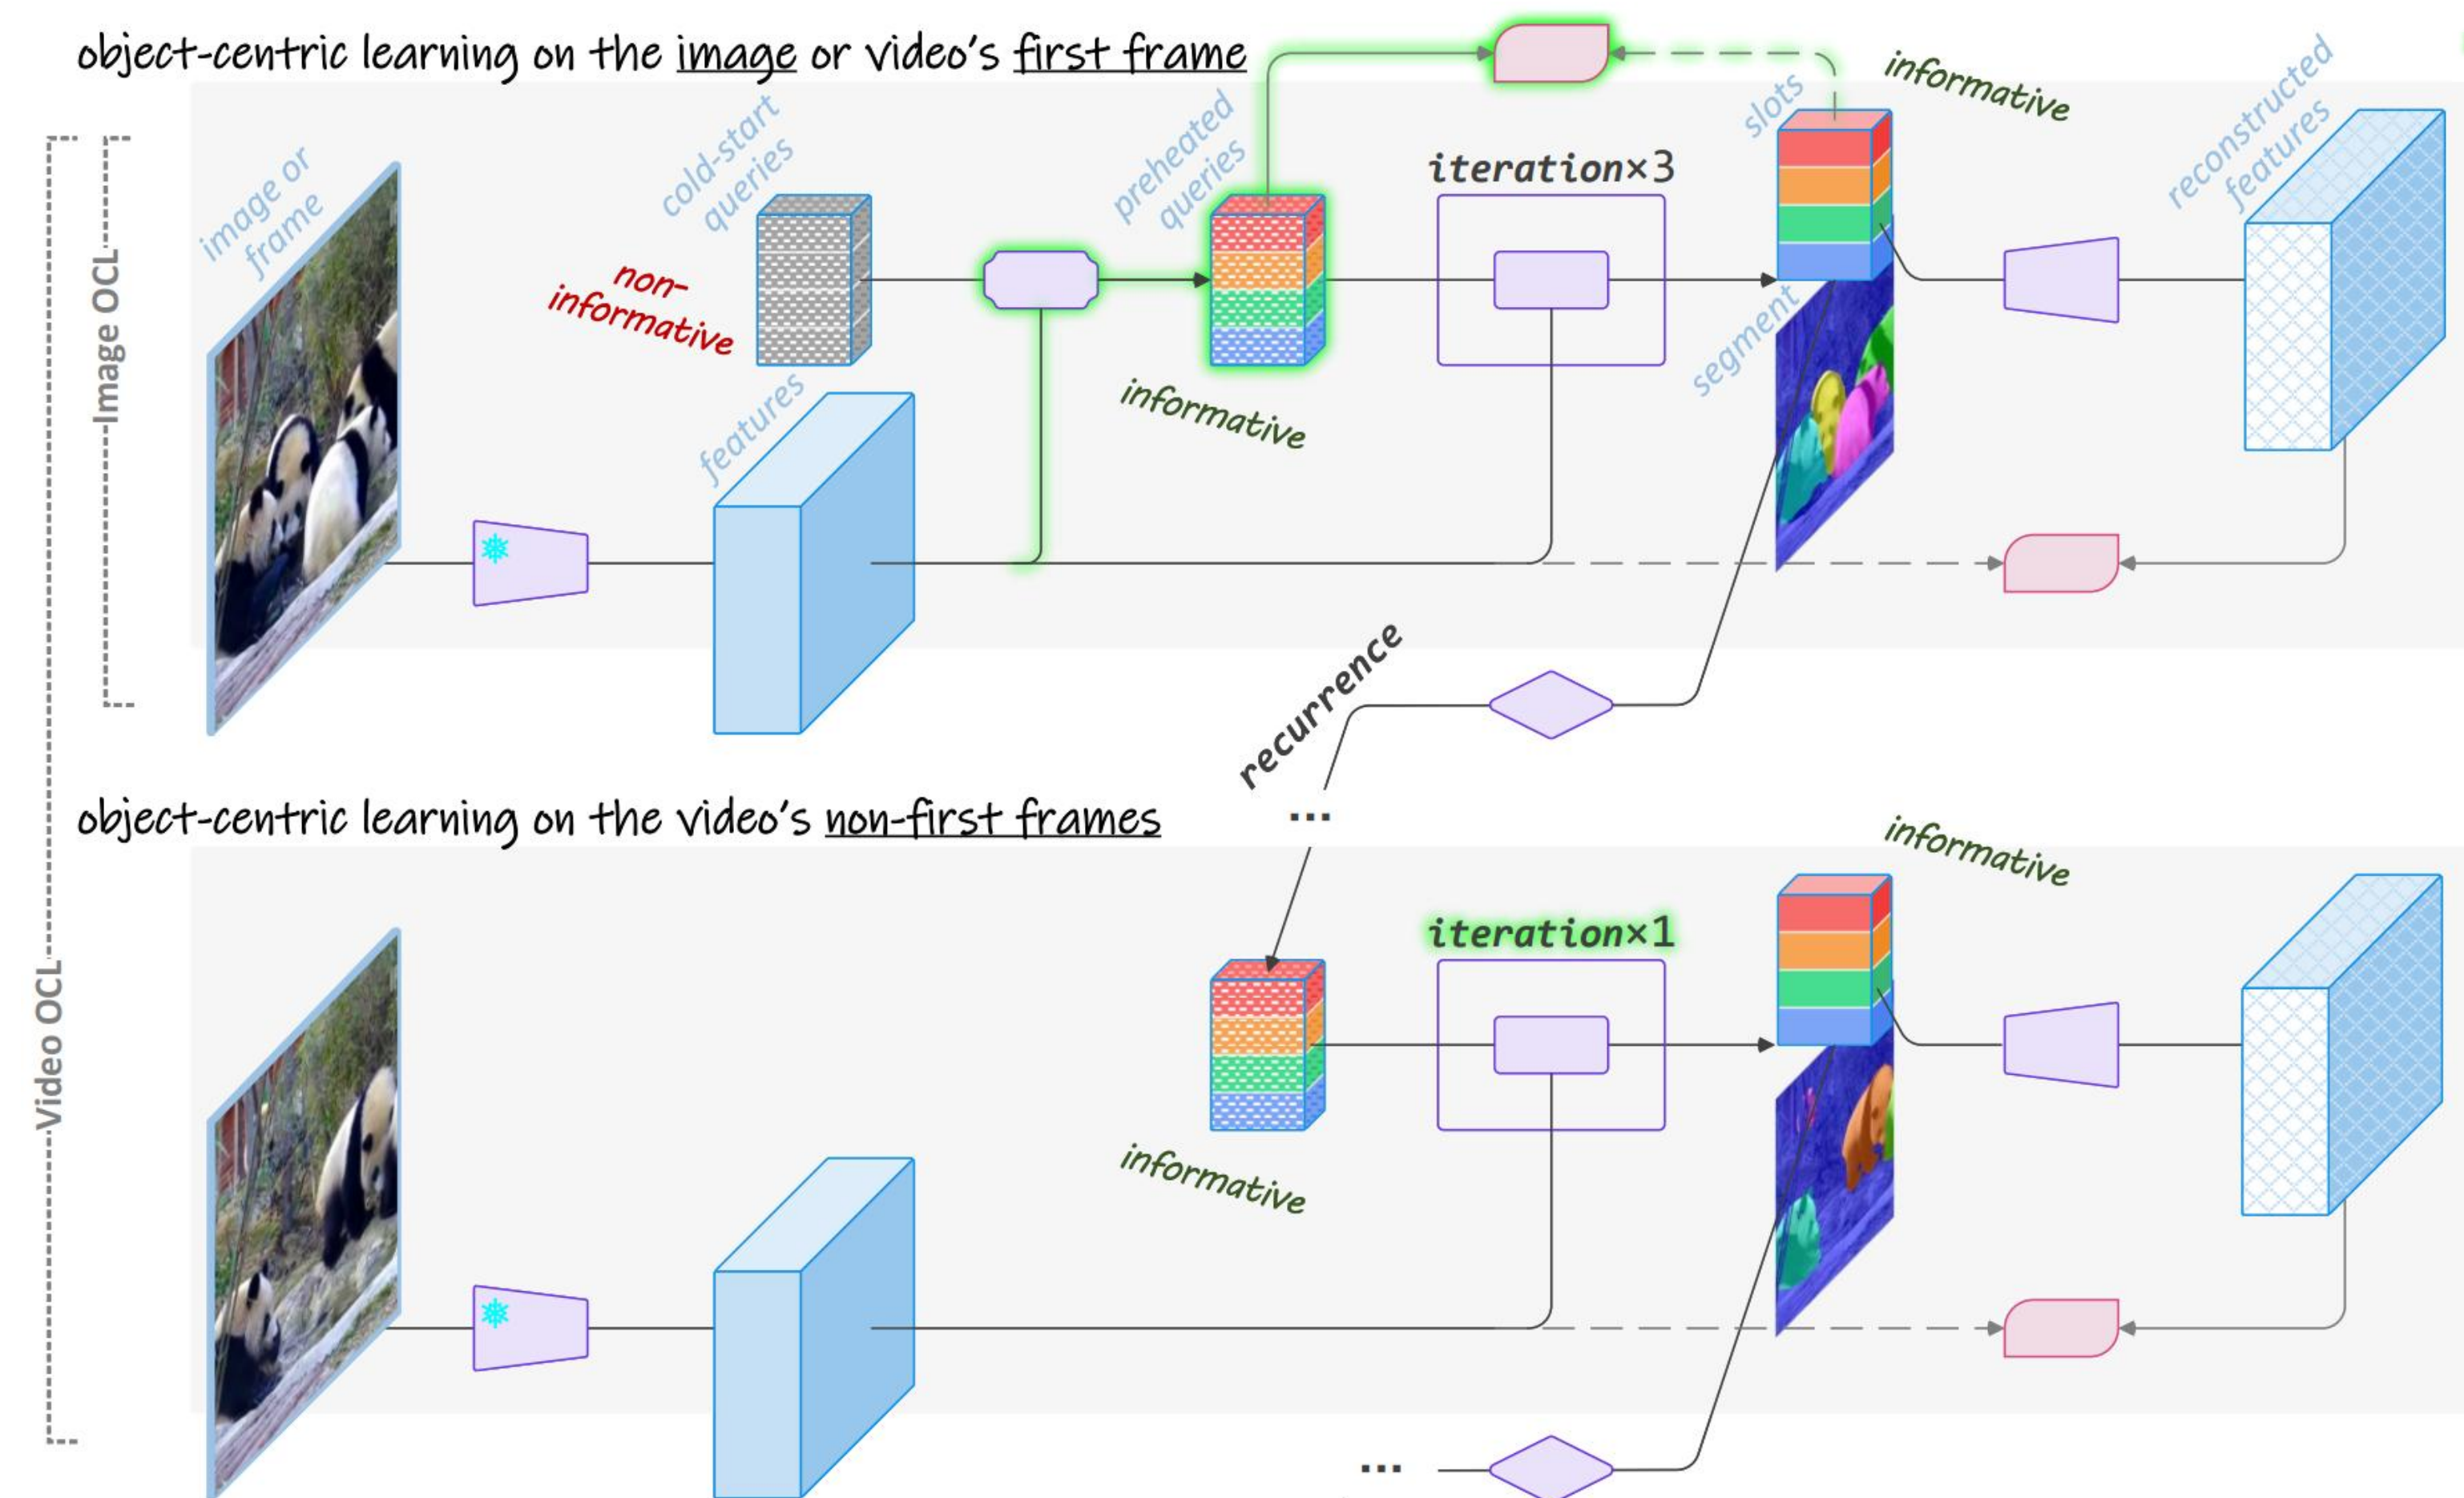 object-centric learning on the image or video's first frame
image or
frame
cold-start
queries
non-
informative
preheated
queries
informative
iteration×3
slots
informative
reconstructed
features
features
segment
Image OCL
recurrence
...
object-centric learning on the video's non-first frames
Video OCL
informative
iteration×1
informative
...